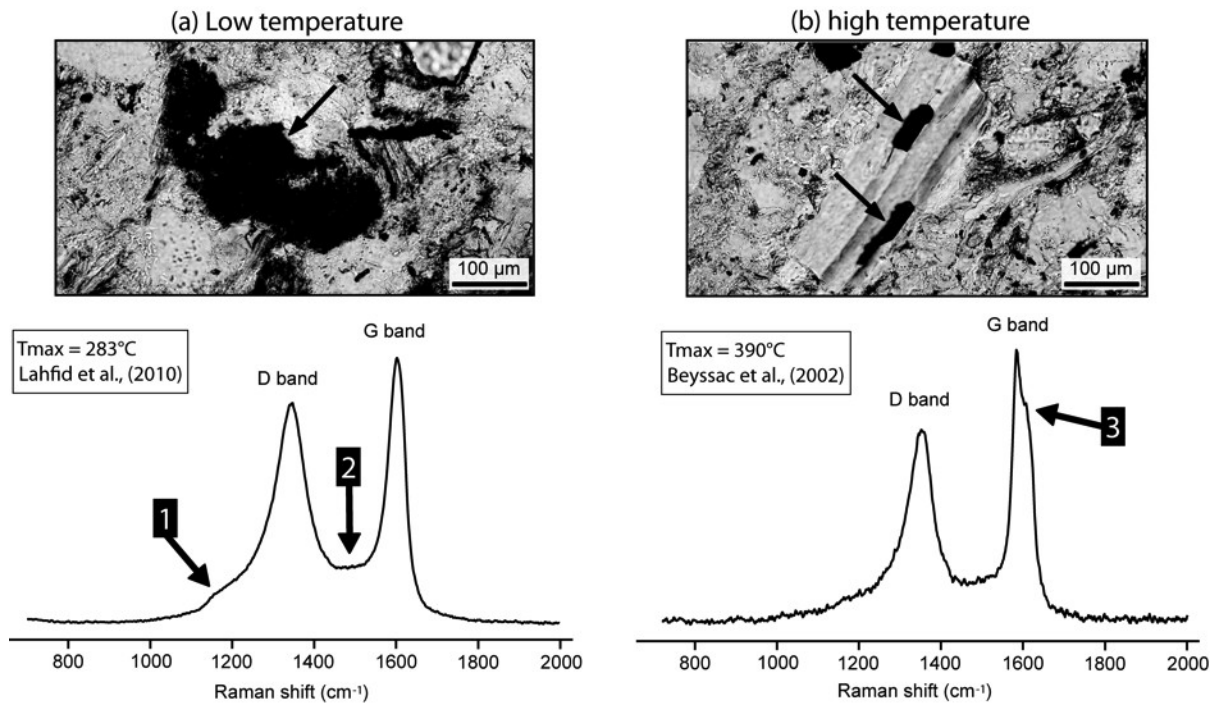 (a) Low temperature
(b) high temperature
100 µm
100 µm
Tmax = 283°C
Lahfid et al., (2010)
D band
G band
1
2
Tmax = 390°C
Beyssac et al., (2002)
D band
G band
3
800 1000 1200 1400 1600 1800 2000
Raman shift (cm⁻¹)
800 1000 1200 1400 1600 1800 2000
Raman shift (cm⁻¹)